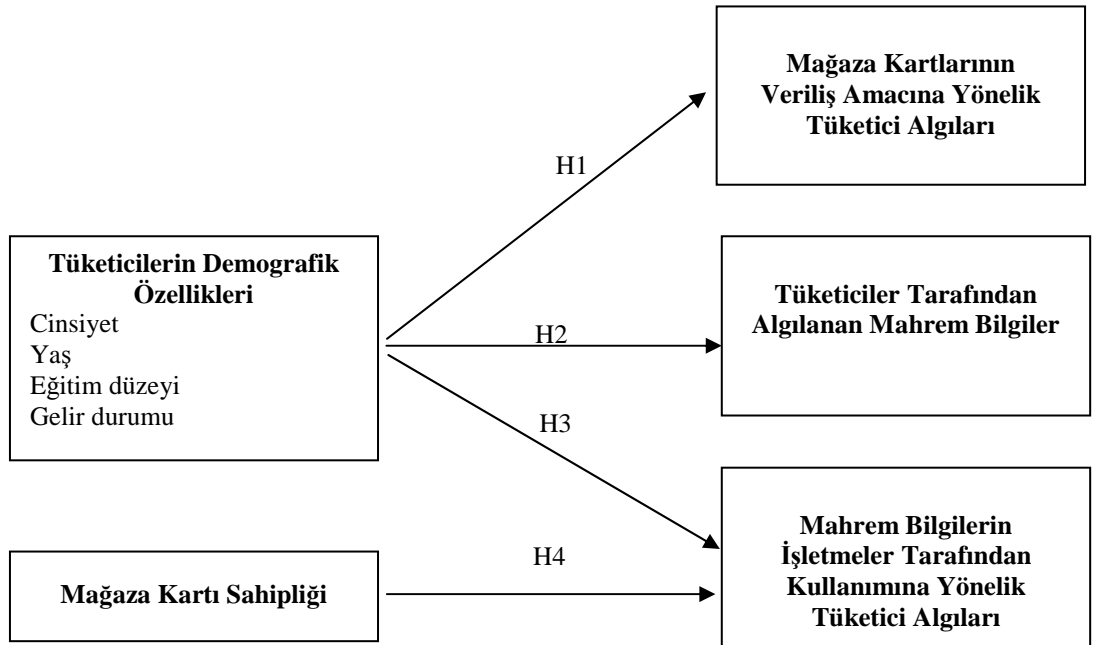 Mağaza Kartlarının
Veriliş Amacına Yönelik
Tüketici Algıları
H1
Tüketicilerin Demografik
Özellikleri
Cinsiyet
Yaş
Eğitim düzeyi
Gelir durumu
H2
Tüketiciler Tarafından
Algılanan Mahrem Bilgiler
H3
Mağaza Kartı Sahipliği
H4
Mahrem Bilgilerin
İşletmeler Tarafından
Kullanımına Yönelik
Tüketici Algıları